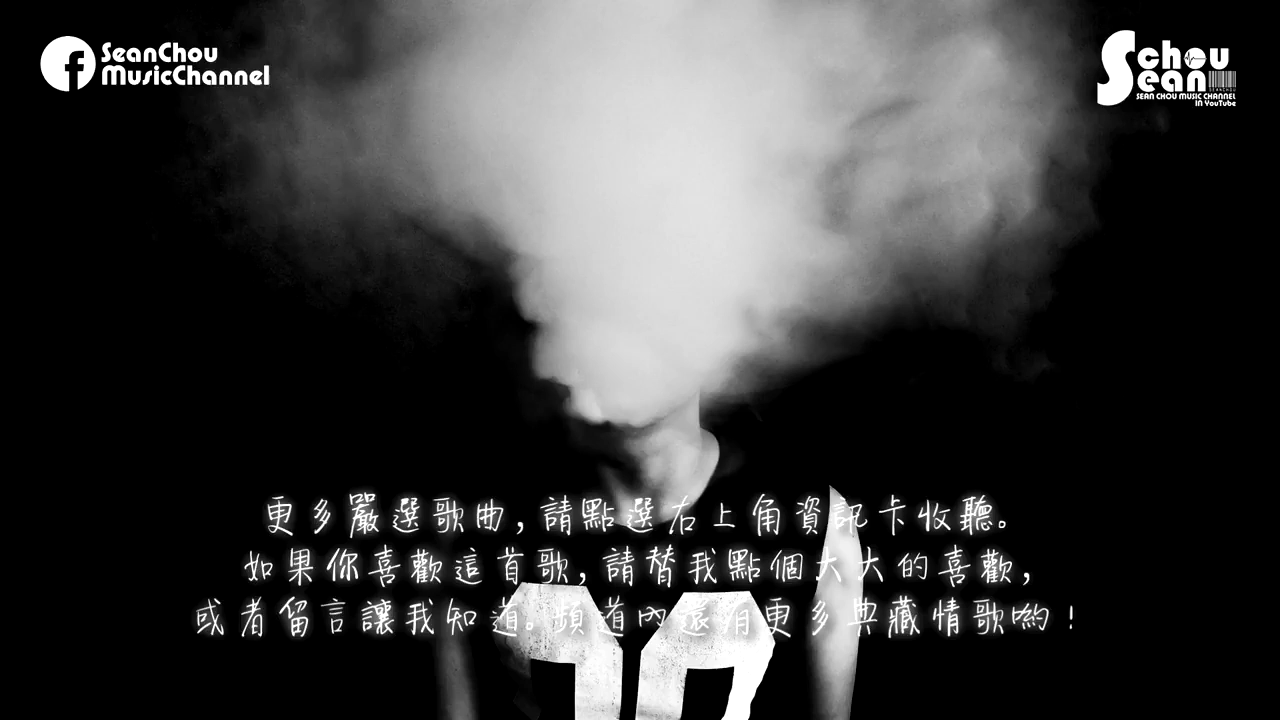 SeanChou
MusicChannel
Schou
Sean
SEANCHOU
SEAN CHOU MUSIC CHANNEL
IN YouTube
更多嚴選歌曲，請點選右上角資訊卡收聽。
如果你喜歡這首歌，請替我點個大大的喜歡，
或者留言讓我知道。頻道內還有更多典藏情歌喲！